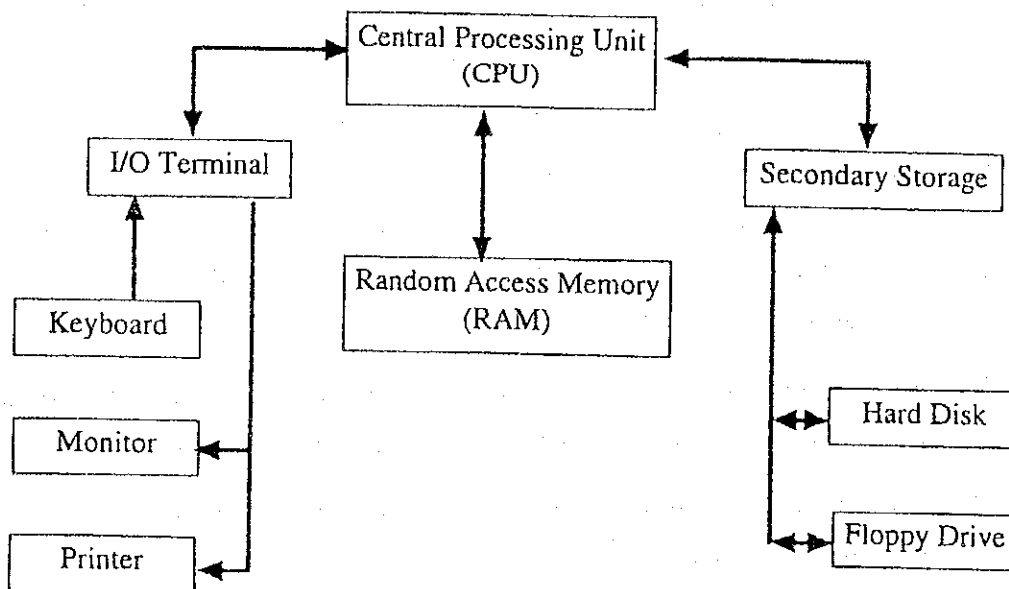 Central Processing Unit
(CPU)
I/O Terminal
Secondary Storage
Random Access Memory
(RAM)
Keyboard
Monitor
Printer
Hard Disk
Floppy Drive